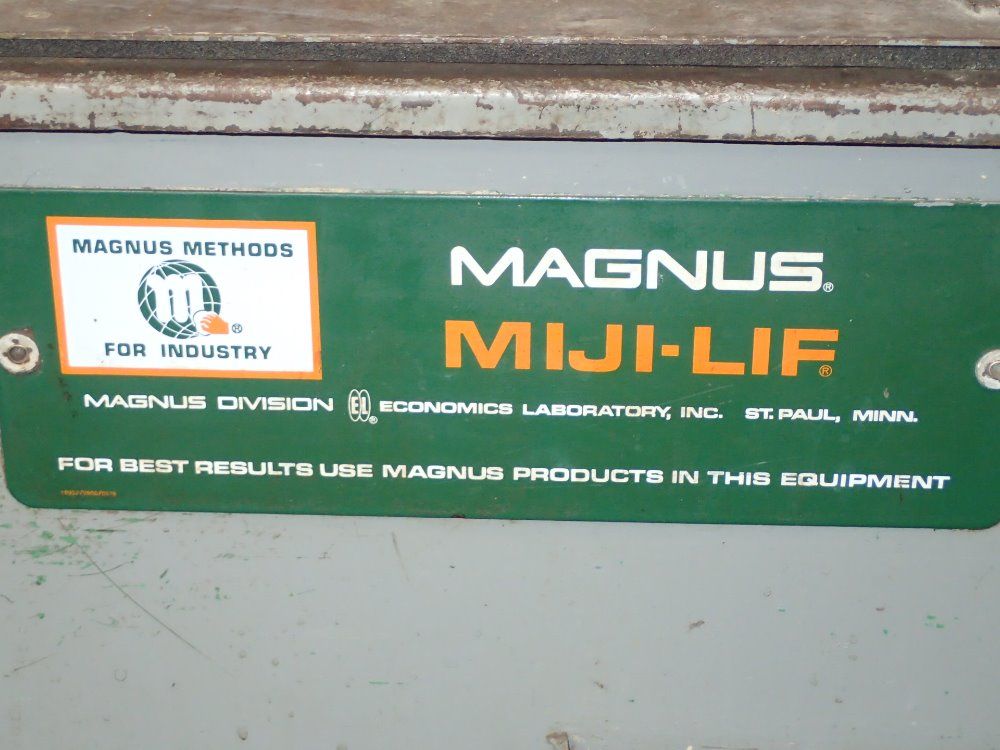 MAGNUS METHODS
m ®
FOR INDUSTRY
MAGNUS®
MIJI-LIF®
MAGNUS DIVISION EL® ECONOMICS LABORATORY, INC. ST. PAUL, MINN.
FOR BEST RESULTS USE MAGNUS PRODUCTS IN THIS EQUIPMENT